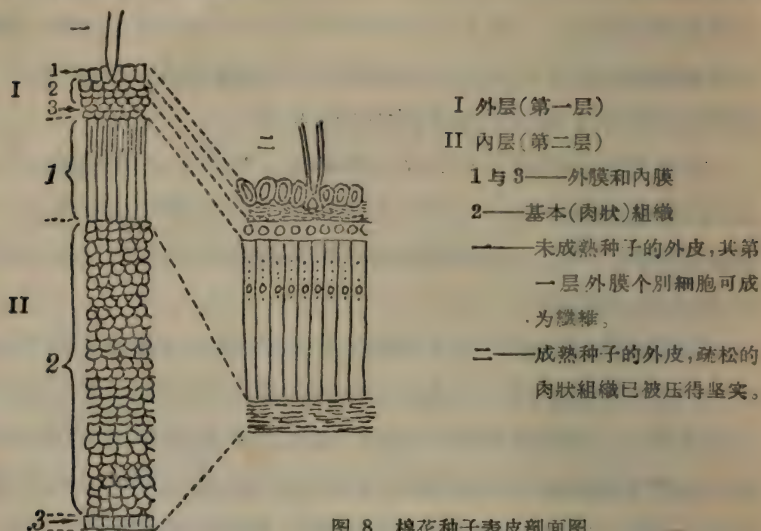 一
I
1
2
3
1
II
2
3
二
I 外层(第一层)
II 內层(第二层)
1 与 3——外膜和內膜
2——基本(肉狀)組織
一——未成熟种子的外皮,其第
一层外膜个別細胞可成
为纖維。
二——成熟种子的外皮,疏松的
肉狀組織已被压得坚实。
图 8 棉花种子表皮剖面图